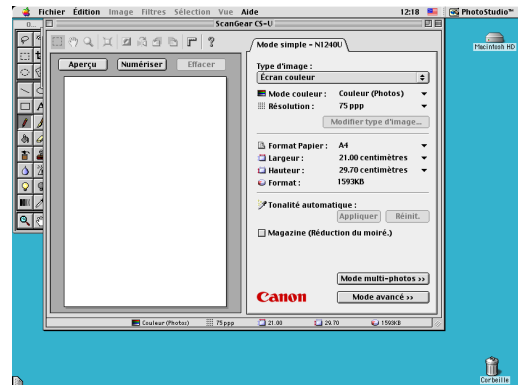 Fichier Édition Image Filtres Sélection Vue Aide 12:18 PhotoStudio™
ScanGear CS-U
Macintosh HD
Mode simple - N1240U
Aperçu Numériser Effacer
Type d'image :
Écran couleur
Mode couleur : Couleur (Photos)
Résolution : 75 ppp
Modifier type d'image...
Format Papier : A4
Largeur : 21.00 centimètres
Hauteur : 29.70 centimètres
Format : 1593KB
Tonalité automatique :
Appliquer Réinit.
Magazine (Réduction du moiré.)
Mode multi-photos ››
Canon Mode avancé ››
Couleur (Photos) 75 ppp 21.00 29.70 1593KB
Corbeille